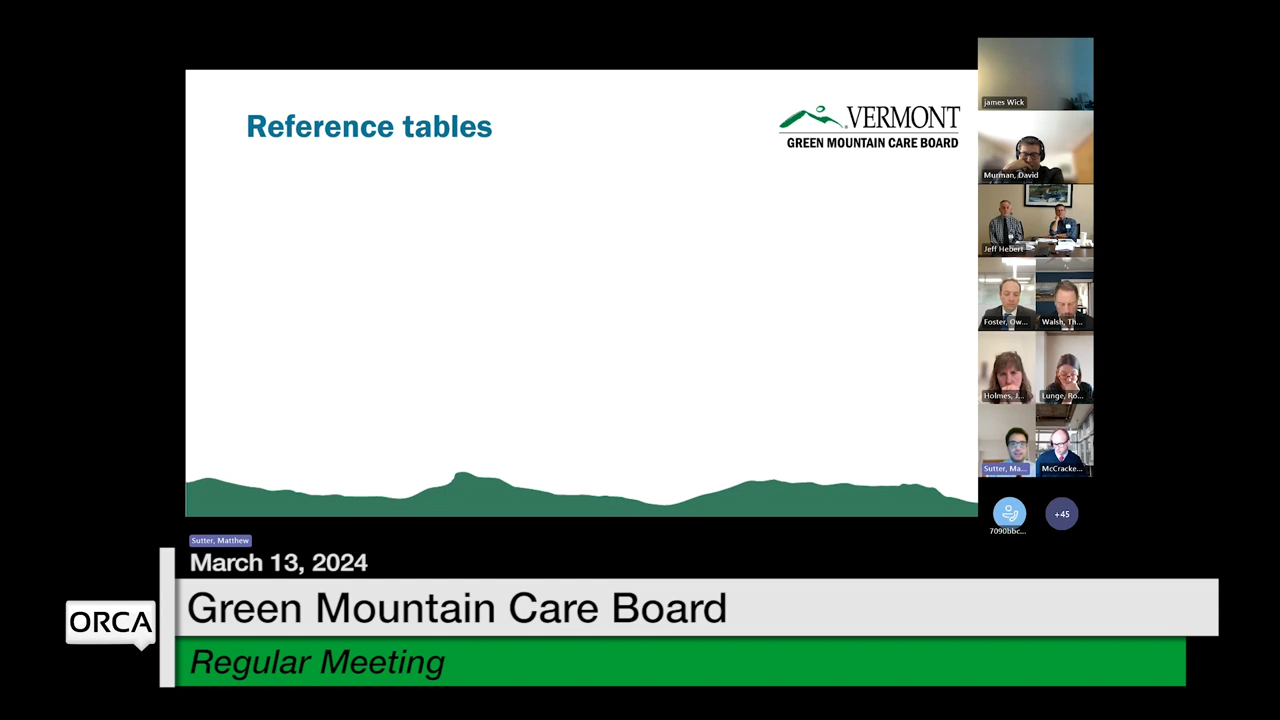 Reference tables
VERMONT
GREEN MOUNTAIN CARE BOARD
james Wick
Murman, David
Jeff Hebert
Foster, Ow...
Walsh, Th...
Holmes, J...
Lunge, Ro...
Sutter, Ma...
McCracke...
7090bbc...
+45
Sutter, Matthew
March 13, 2024
ORCA
Green Mountain Care Board
Regular Meeting